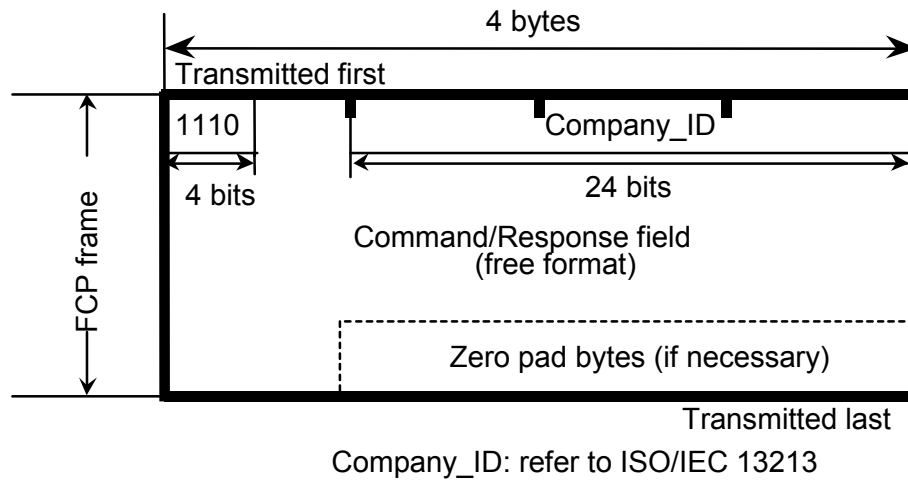 4 bytes
Transmitted first
1110
Company_ID
4 bits
24 bits
FCP frame
Command/Response field
(free format)
Zero pad bytes (if necessary)
Transmitted last
Company_ID: refer to ISO/IEC 13213